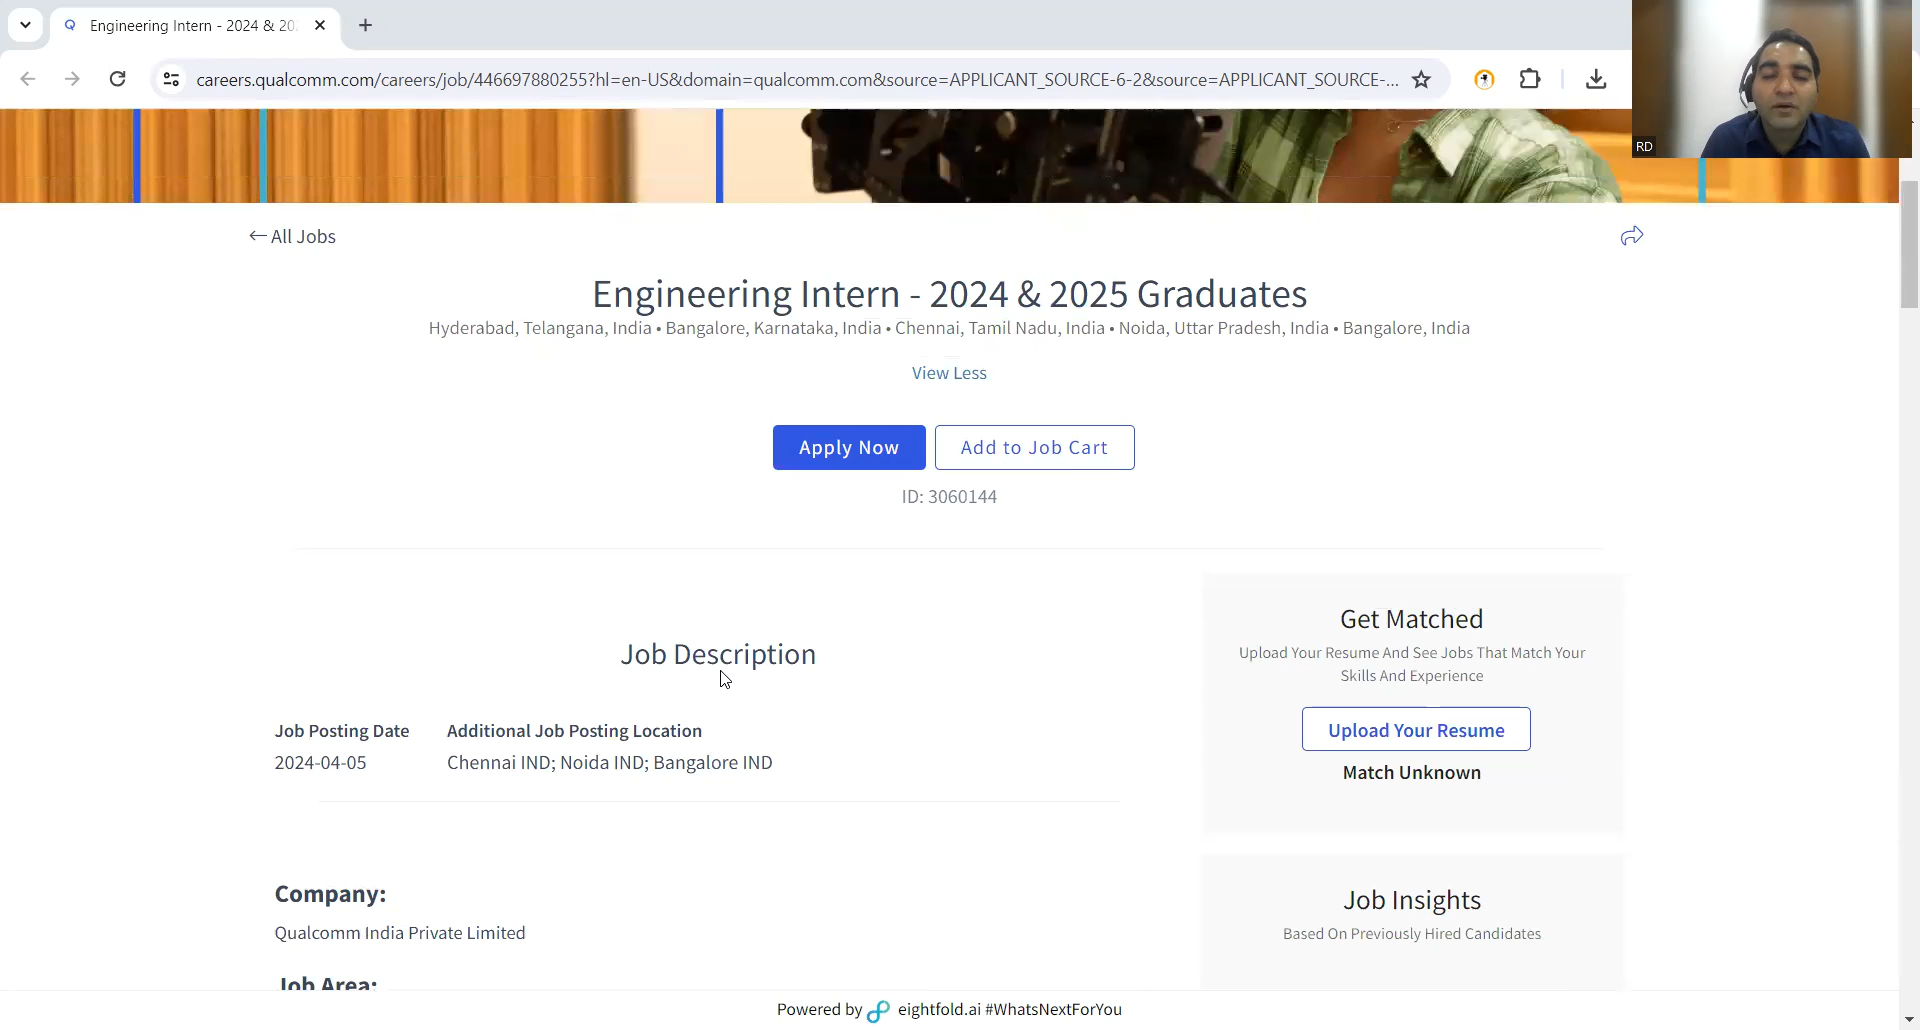 Engineering Intern - 2024 & 20
careers.qualcomm.com/careers/job/446697880255?hl=en-US&domain=qualcomm.com&source=APPLICANT_SOURCE-6-2&source=APPLICANT_SOURCE-...
RD
All Jobs
Engineering Intern - 2024 & 2025 Graduates
Hyderabad, Telangana, India • Bangalore, Karnataka, India • Chennai, Tamil Nadu, India • Noida, Uttar Pradesh, India • Bangalore, India
View Less
Apply Now
Add to Job Cart
ID: 3060144
Job Description
Get Matched
Upload Your Resume And See Jobs That Match Your
Skills And Experience
Upload Your Resume
Match Unknown
Job Posting Date
Additional Job Posting Location
2024-04-05
Chennai IND; Noida IND; Bangalore IND
Company:
Qualcomm India Private Limited
Job Area:
Job Insights
Based On Previously Hired Candidates
Powered by eightfold.ai #WhatsNextForYou